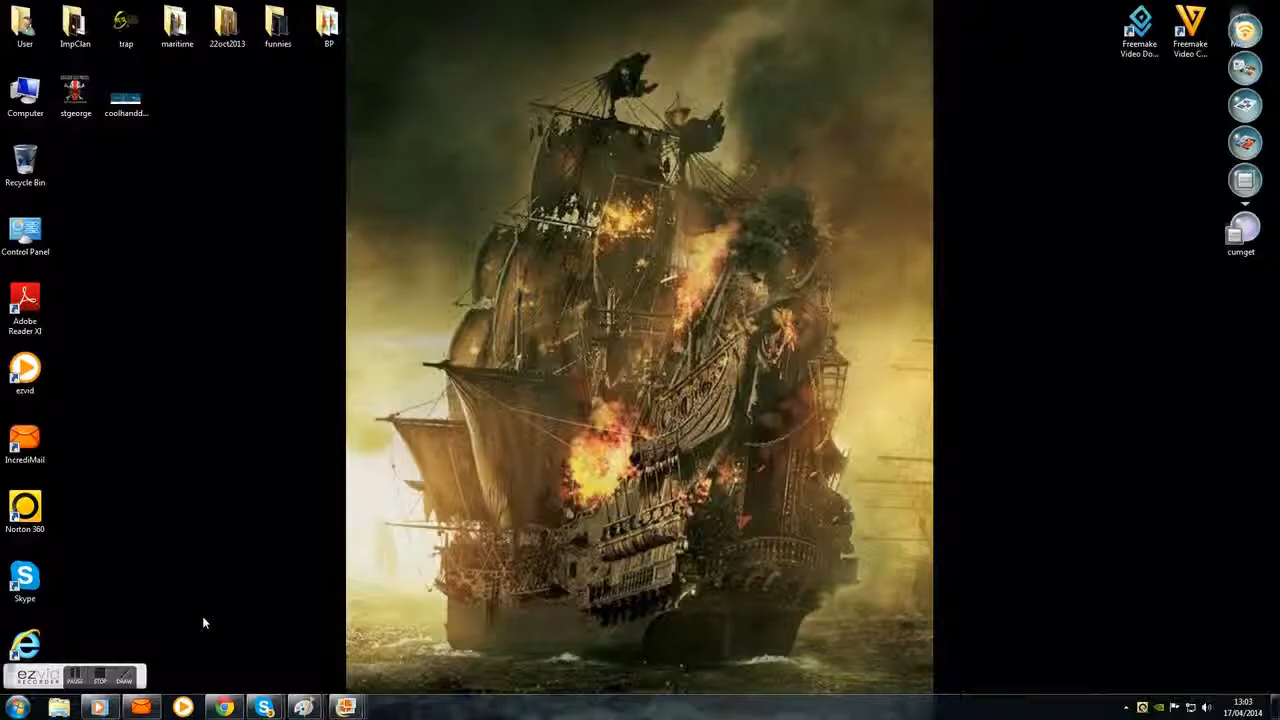 User
ImpClan
trap
maritime
22oct2013
funnies
BP
Freemake
Video Do...
Freemake
Video C...
Computer
stgeorge
coolhandd...
Recycle Bin
Control Panel
cumget
Adobe
Reader XI
ezvid
IncrediMail
Norton 360
Skype
ezvid
RECORDER
PAUSE
STOP
DRAW
13:03
17/04/2014